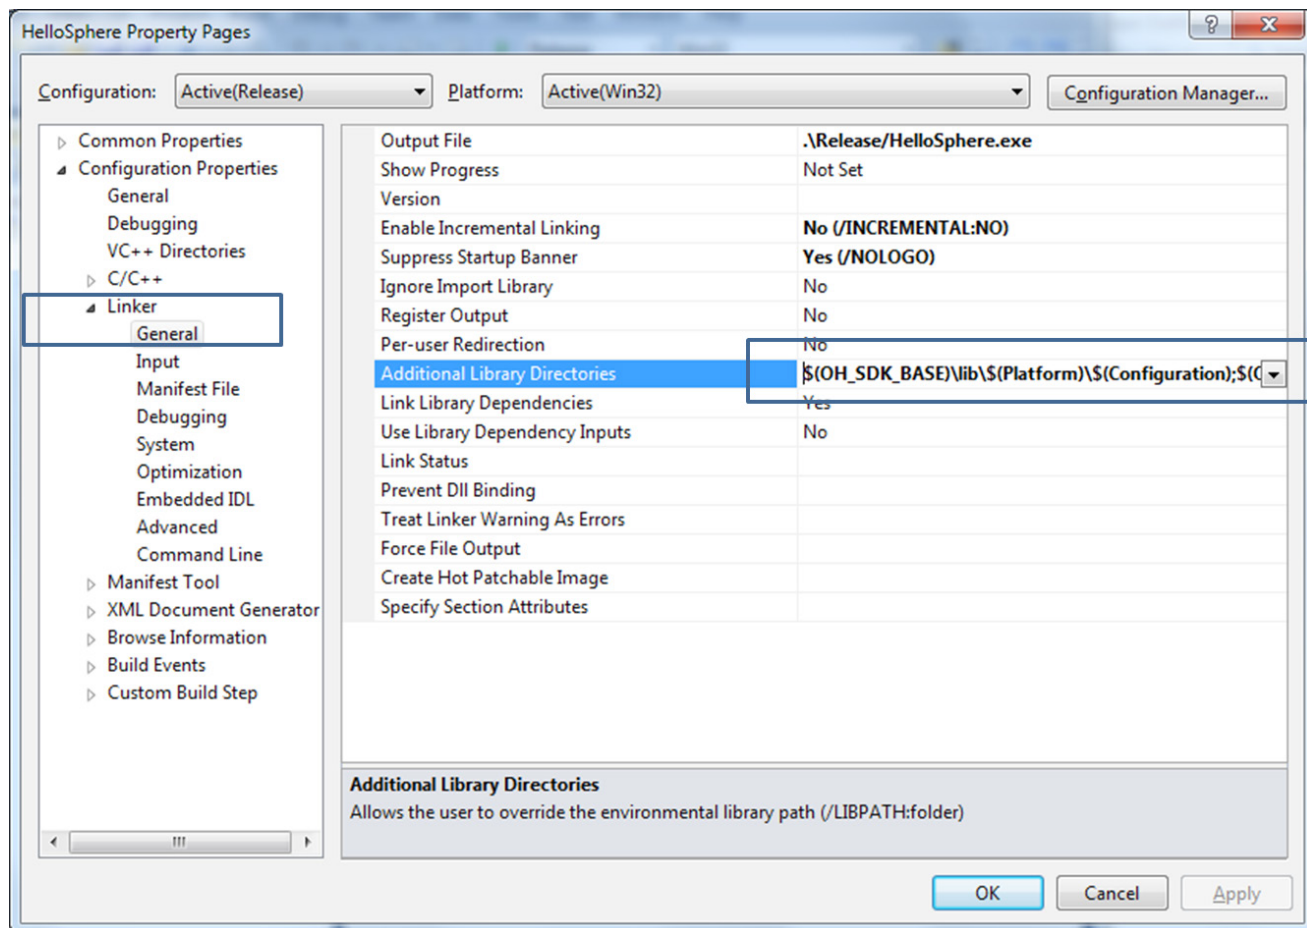 HelloSphere Property Pages
Configuration: Active(Release) Platform: Active(Win32) Configuration Manager...
Common Properties
Configuration Properties
General
Debugging
VC++ Directories
C/C++
Linker
General
Input
Manifest File
Debugging
System
Optimization
Embedded IDL
Advanced
Command Line
Manifest Tool
XML Document Generator
Browse Information
Build Events
Custom Build Step
Output File .\Release/HelloSphere.exe
Show Progress Not Set
Version
Enable Incremental Linking No (/INCREMENTAL:NO)
Suppress Startup Banner Yes (/NOLOGO)
Ignore Import Library No
Register Output No
Per-user Redirection No
Additional Library Directories $(OH_SDK_BASE)\lib\$(Platform)\$(Configuration);$(
Link Library Dependencies Yes
Use Library Dependency Inputs No
Link Status
Prevent Dll Binding
Treat Linker Warning As Errors
Force File Output
Create Hot Patchable Image
Specify Section Attributes
Additional Library Directories
Allows the user to override the environmental library path (/LIBPATH:folder)
OK Cancel Apply